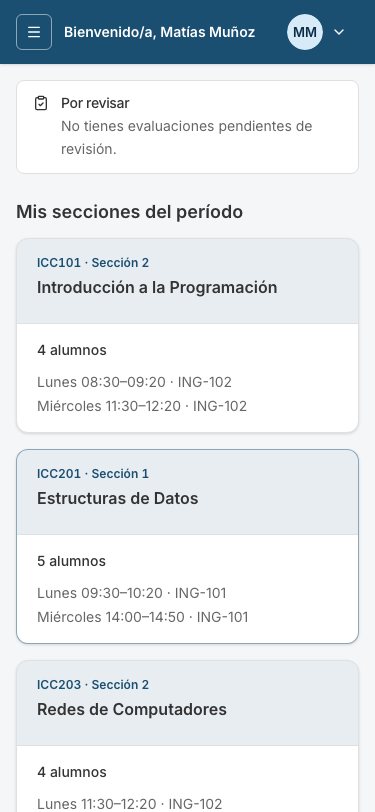 Bienvenido/a, Matías Muñoz
MM
Por revisar
No tienes evaluaciones pendientes de
revisión.
Mis secciones del período
ICC101 · Sección 2
Introducción a la Programación
4 alumnos
Lunes 08:30–09:20 · ING-102
Miércoles 11:30–12:20 · ING-102
ICC201 · Sección 1
Estructuras de Datos
5 alumnos
Lunes 09:30–10:20 · ING-101
Miércoles 14:00–14:50 · ING-101
ICC203 · Sección 2
Redes de Computadores
4 alumnos
Lunes 11:30–12:20 · ING-102